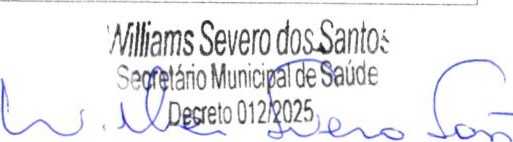 Williams Severo dos Santos
Secretário Municipal de Saúde
Decreto 012/2025